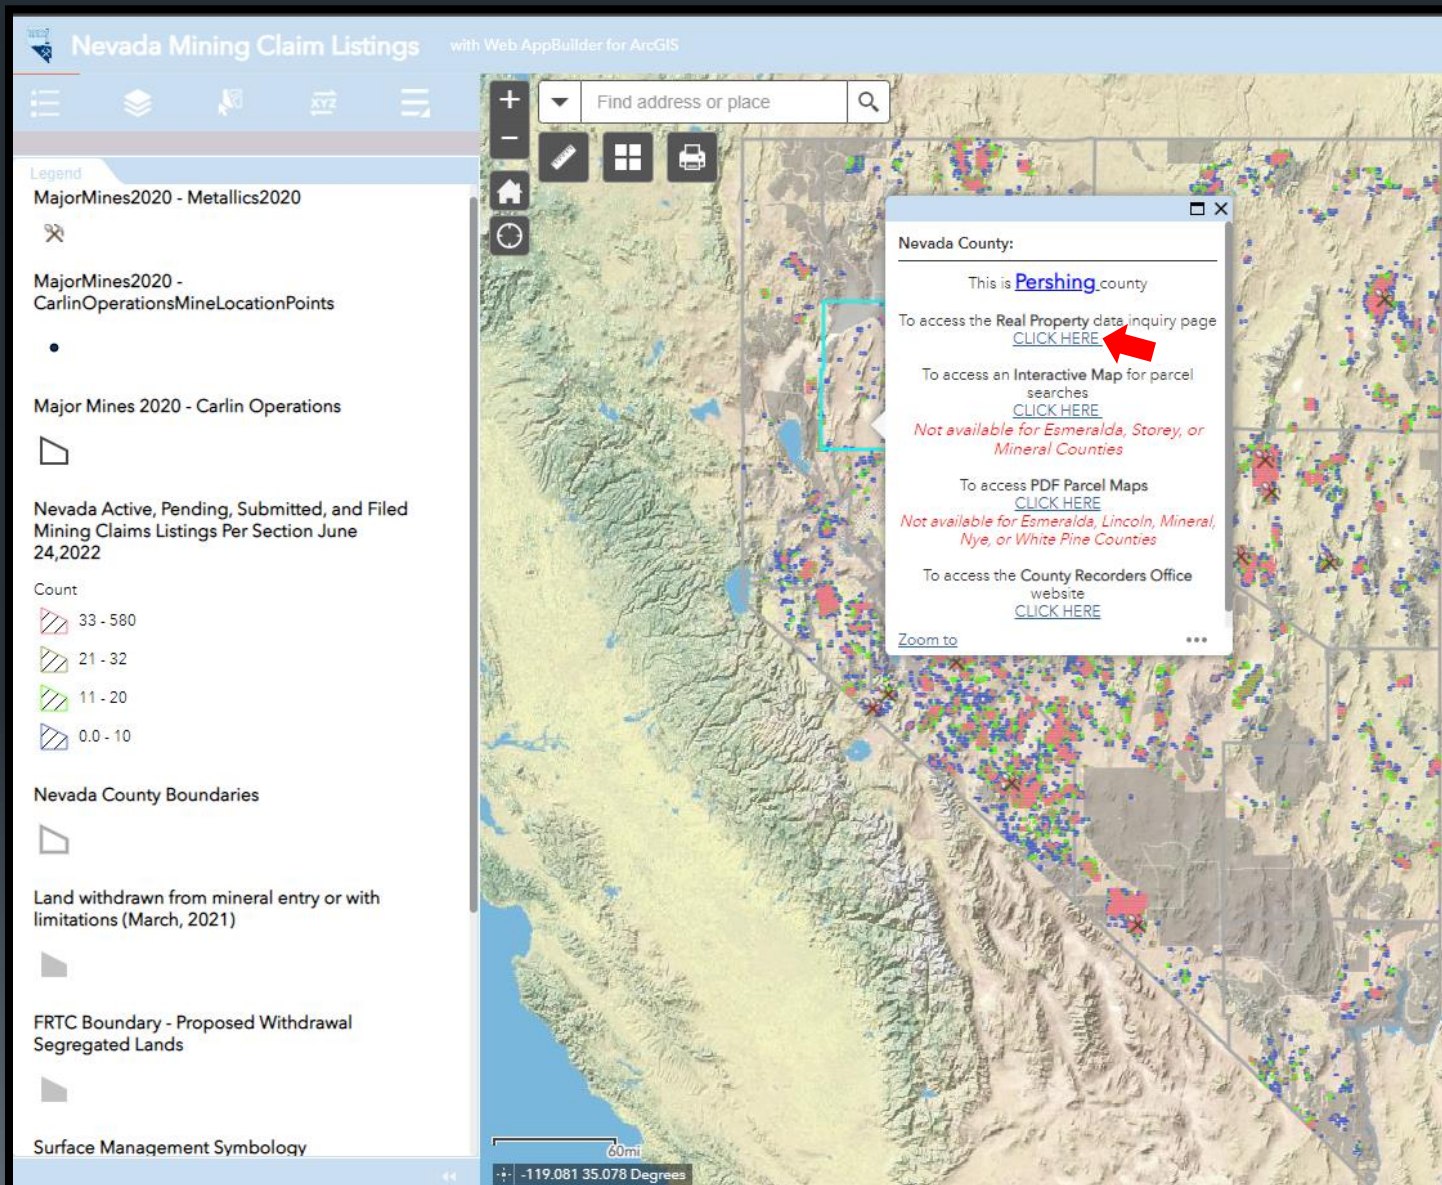 Nevada Mining Claim Listings
with Web AppBuilder for ArcGIS
XYZ
Find address or place
Legend
MajorMines2020 - Metallics2020
MajorMines2020 -
CarlinOperationsMineLocationPoints
Major Mines 2020 - Carlin Operations
Nevada Active, Pending, Submitted, and Filed
Mining Claims Listings Per Section June
24,2022
Count
33 - 580
21 - 32
11 - 20
0.0 - 10
Nevada County Boundaries
Land withdrawn from mineral entry or with
limitations (March, 2021)
FRTC Boundary - Proposed Withdrawal
Segregated Lands
Surface Management Symbology
Nevada County:
This is Pershing county
To access the Real Property data inquiry page
CLICK HERE
To access an Interactive Map for parcel
searches
CLICK HERE
Not available for Esmeralda, Storey, or
Mineral Counties
To access PDF Parcel Maps
CLICK HERE
Not available for Esmeralda, Lincoln, Mineral,
Nye, or White Pine Counties
To access the County Recorders Office
website
CLICK HERE
Zoom to
60mi
-119.081 35.078 Degrees